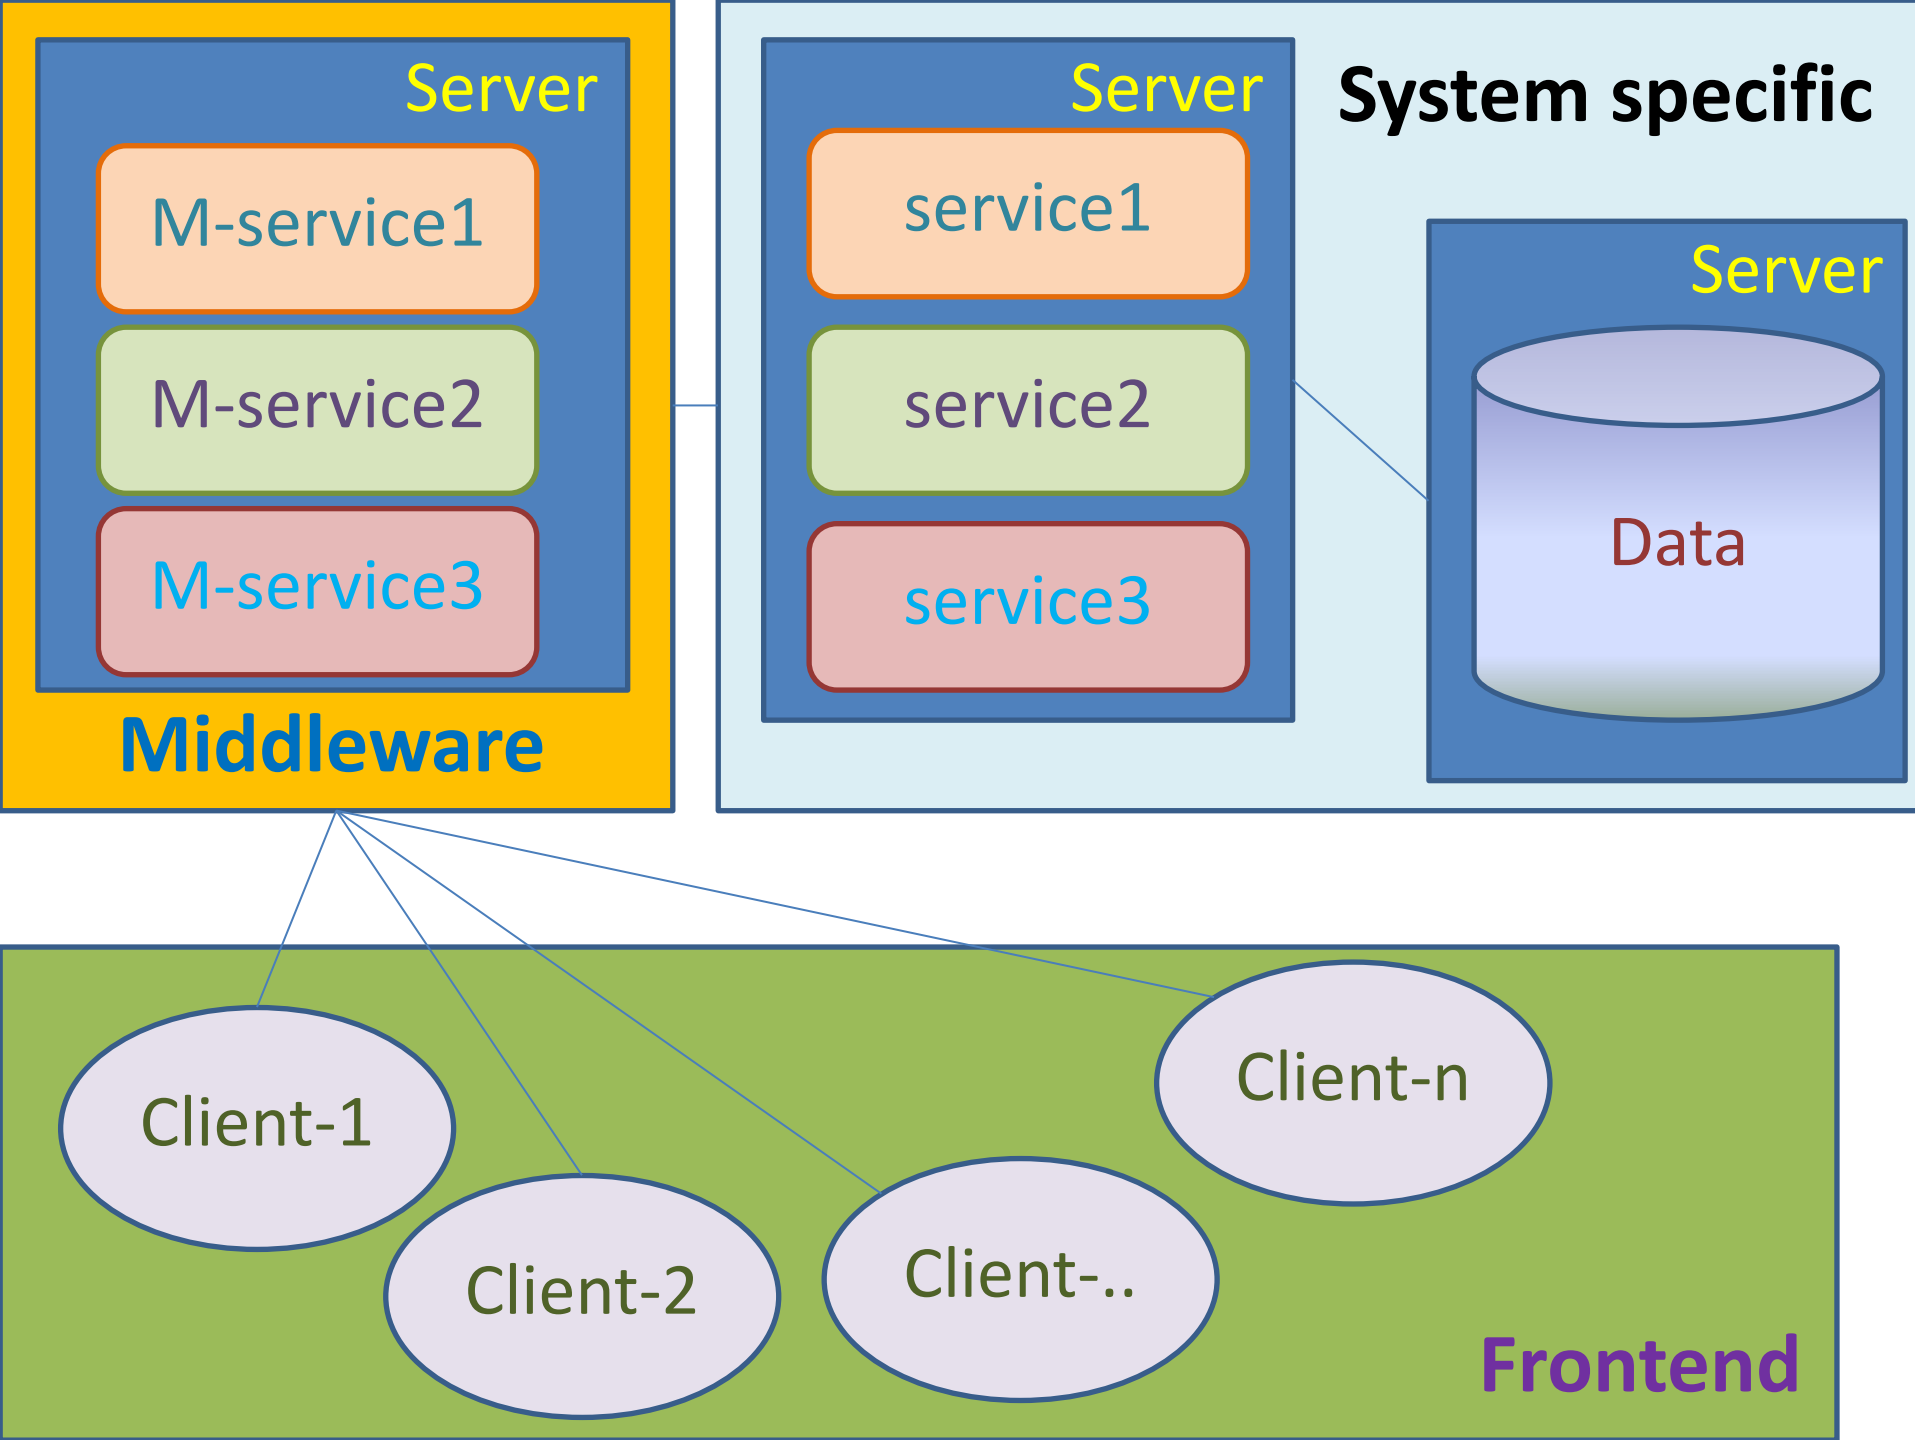 Server
M-service1
M-service2
M-service3
Middleware
System specific
Server
service1
service2
service3
Server
Data
Client-1
Client-2
Client-..
Client-n
Frontend